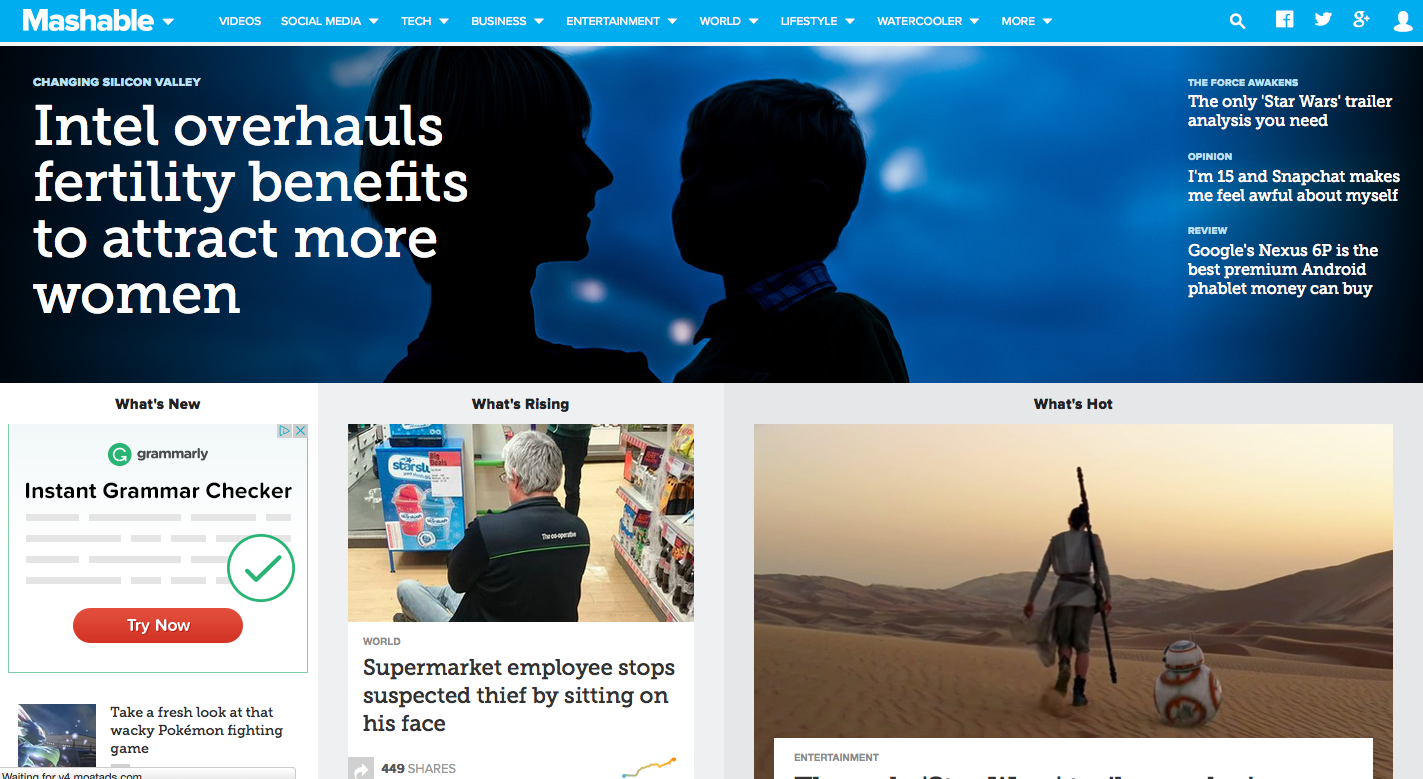 Mashable
VIDEOS SOCIAL MEDIA TECH BUSINESS ENTERTAINMENT WORLD LIFESTYLE WATERCOOLER MORE
CHANGING SILICON VALLEY
Intel overhauls
fertility benefits
to attract more
women
THE FORCE AWAKENS
The only 'Star Wars' trailer
analysis you need
OPINION
I'm 15 and Snapchat makes
me feel awful about myself
REVIEW
Google's Nexus 6P is the
best premium Android
phablet money can buy
What's New
grammarly
Instant Grammar Checker
Try Now
Take a fresh look at that
wacky Pokémon fighting
game
Waiting for v4.moatads.com
What's Rising
Big
Deals
The co-operative
WORLD
Supermarket employee stops
suspected thief by sitting on
his face
449 SHARES
What's Hot
ENTERTAINMENT